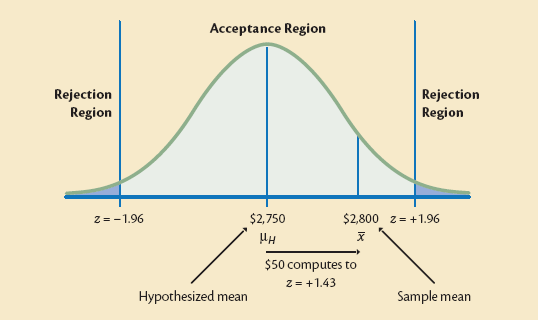 Acceptance Region
Rejection
Region
Rejection
Region
z = −1.96
$2,750
$2,800
z = +1.96
μH
x̅
$50 computes to
z = +1.43
Hypothesized mean
Sample mean